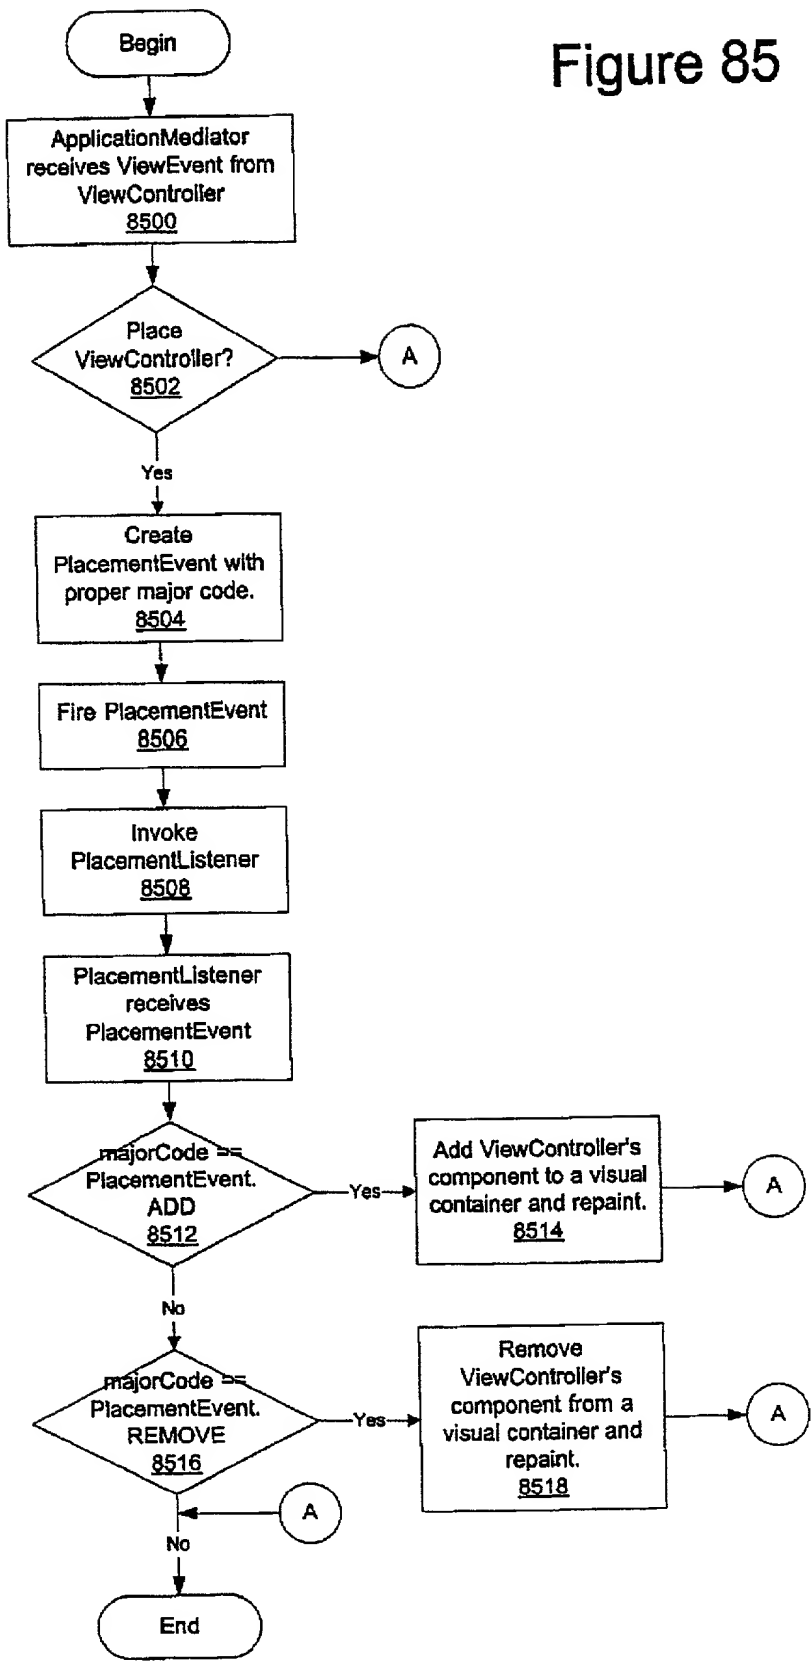 Figure 85
Begin
ApplicationMediator
receives ViewEvent from
ViewController
8500
Place
ViewController?
8502
A
Yes
Create
PlacementEvent with
proper major code.
8504
Fire PlacementEvent
8506
Invoke
PlacementListener
8508
PlacementListener
receives
PlacementEvent
8510
majorCode ==
PlacementEvent.
ADD
8512
Yes
Add ViewController's
component to a visual
container and repaint.
8514
A
No
majorCode ==
PlacementEvent.
REMOVE
8516
Yes
Remove
ViewController's
component from a
visual container and
repaint.
8518
A
A
No
End